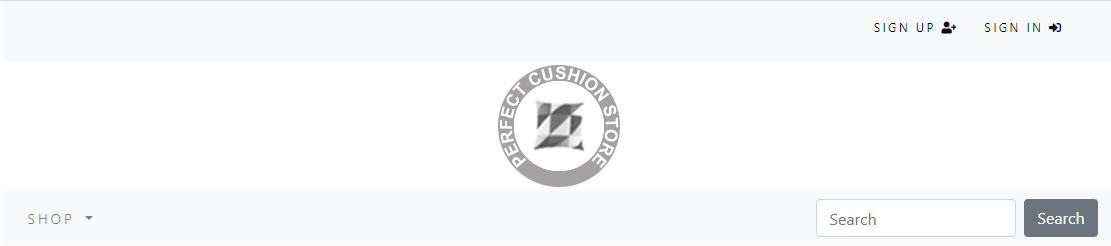 SIGN UP
SIGN IN
PERFECT CUSHION STORE
SHOP
Search
Search